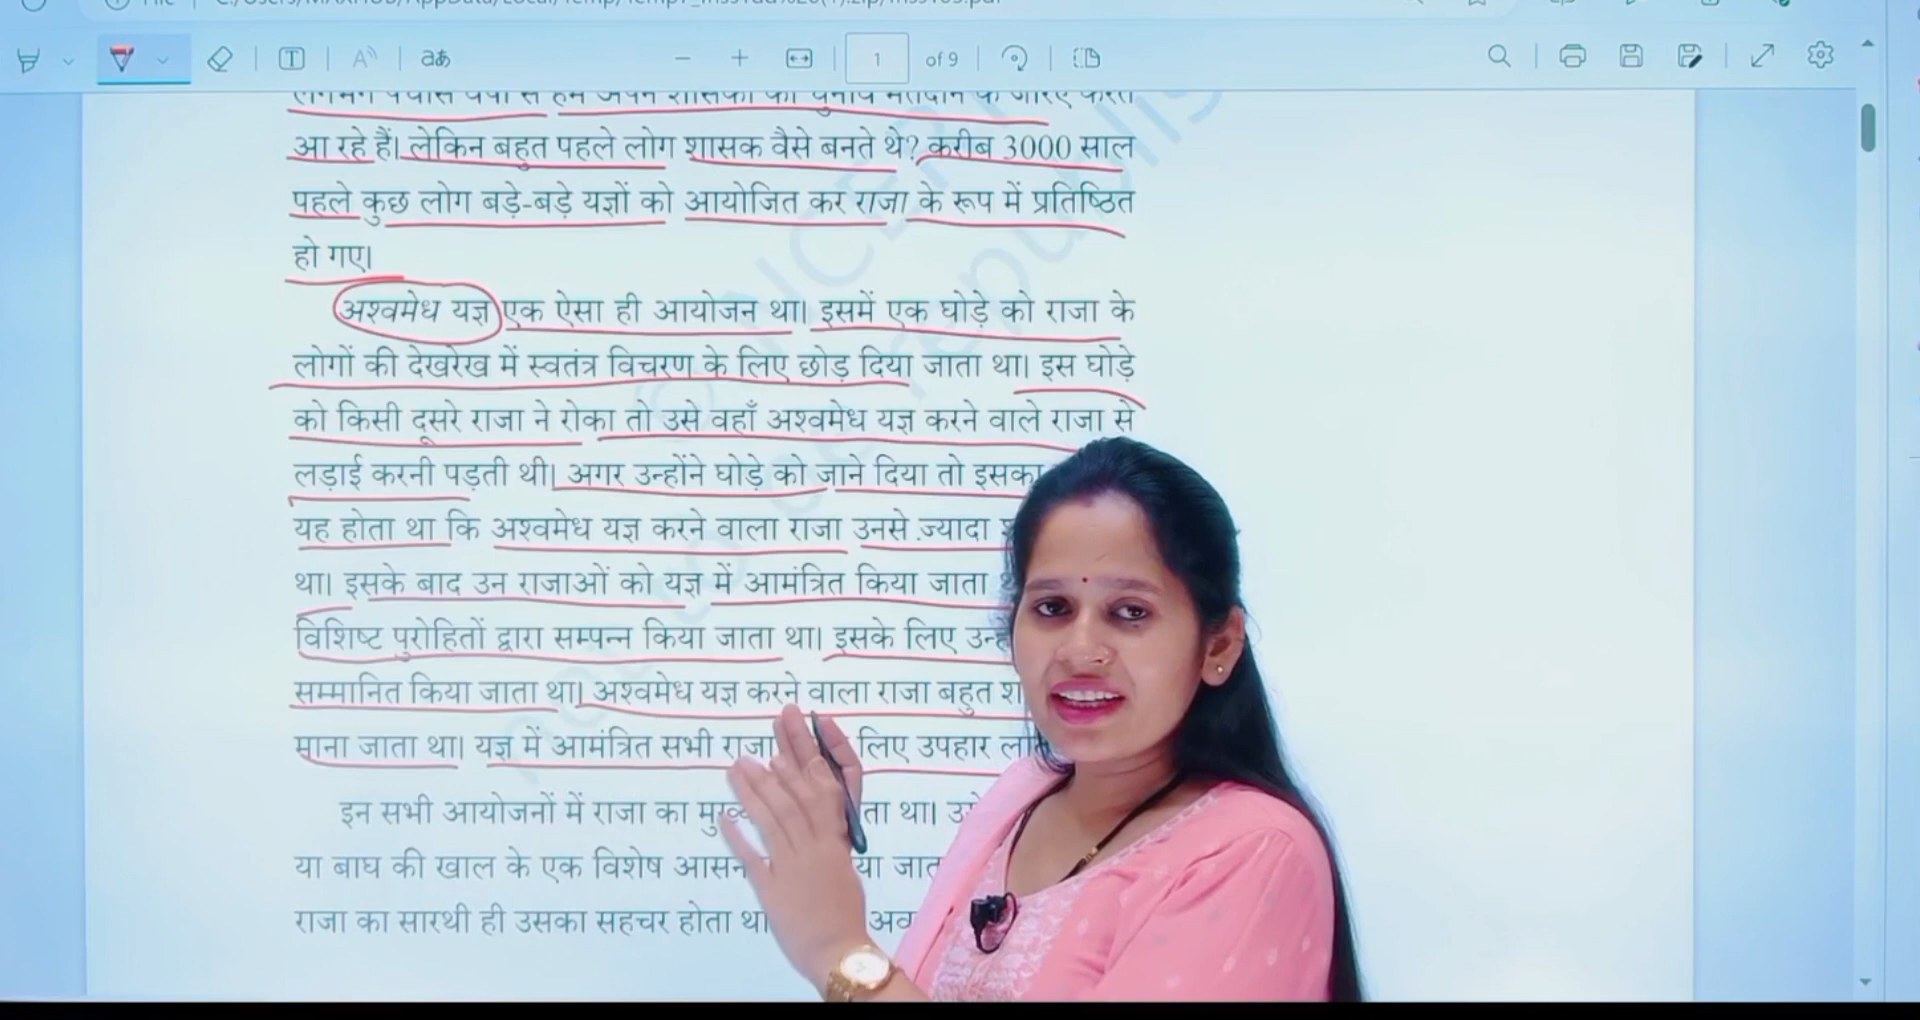 1 of 9
आ रहे हैं। लेकिन बहुत पहले लोग शासक वैसे बनते थे? करीब 3000 साल
पहले कुछ लोग बड़े-बड़े यज्ञों को आयोजित कर राजा के रूप में प्रतिष्ठित
हो गए।
अश्वमेध यज्ञ एक ऐसा ही आयोजन था। इसमें एक घोड़े को राजा के
लोगों की देखरेख में स्वतंत्र विचरण के लिए छोड़ दिया जाता था। इस घोड़े
को किसी दूसरे राजा ने रोका तो उसे वहाँ अश्वमेध यज्ञ करने वाले राजा से
लड़ाई करनी पड़ती थी। अगर उन्होंने घोड़े को जाने दिया तो इसका
यह होता था कि अश्वमेध यज्ञ करने वाला राजा उनसे .ज्यादा
था। इसके बाद उन राजाओं को यज्ञ में आमंत्रित किया जाता
विशिष्ट पुरोहितों द्वारा सम्पन्न किया जाता था। इसके लिए
सम्मानित किया जाता था। अश्वमेध यज्ञ करने वाला राजा बहुत
माना जाता था। यज्ञ में आमंत्रित सभी राजा लिए उपहार
इन सभी आयोजनों में राजा का था।
या बाघ की खाल के एक विशेष
राजा का सारथी ही उसका सहचर होता